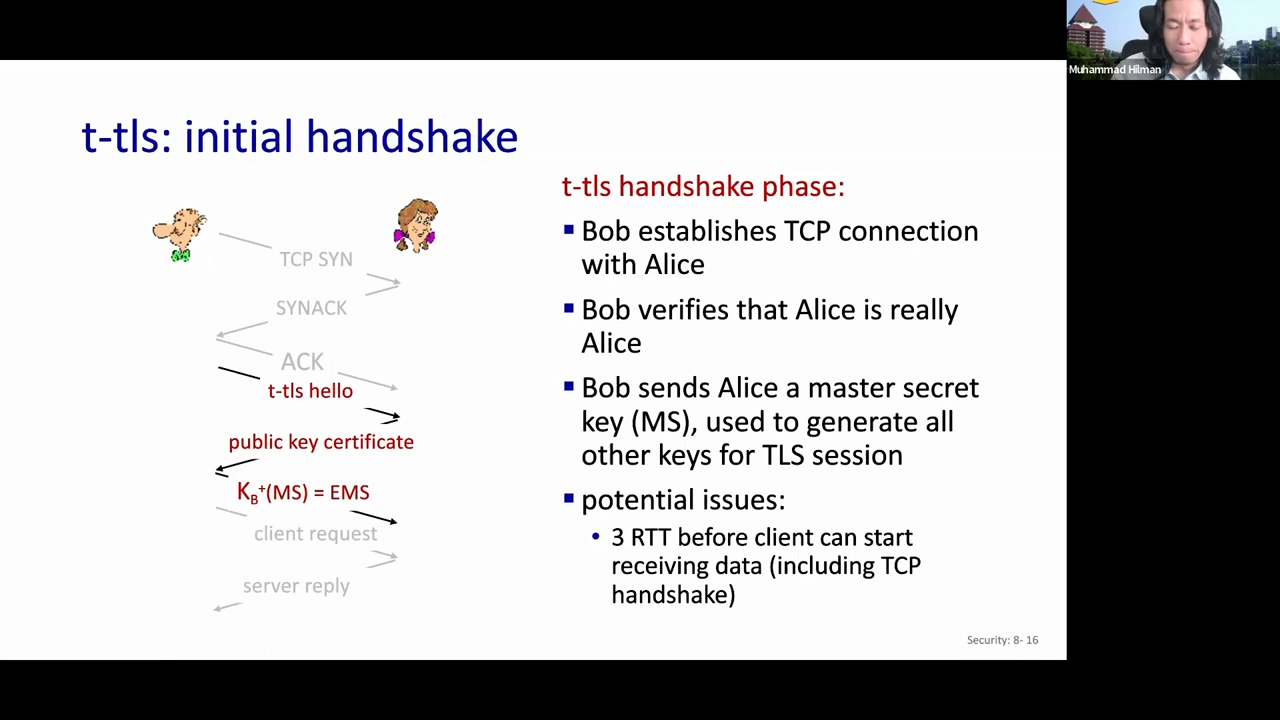 Muhammad Hilman
t-tls: initial handshake
TCP SYN
SYNACK
ACK
t-tls hello
public key certificate
K_B⁺(MS) = EMS
client request
server reply
t-tls handshake phase:
▪ Bob establishes TCP connection
with Alice
▪ Bob verifies that Alice is really
Alice
▪ Bob sends Alice a master secret
key (MS), used to generate all
other keys for TLS session
▪ potential issues:
• 3 RTT before client can start
receiving data (including TCP
handshake)
Security: 8- 16